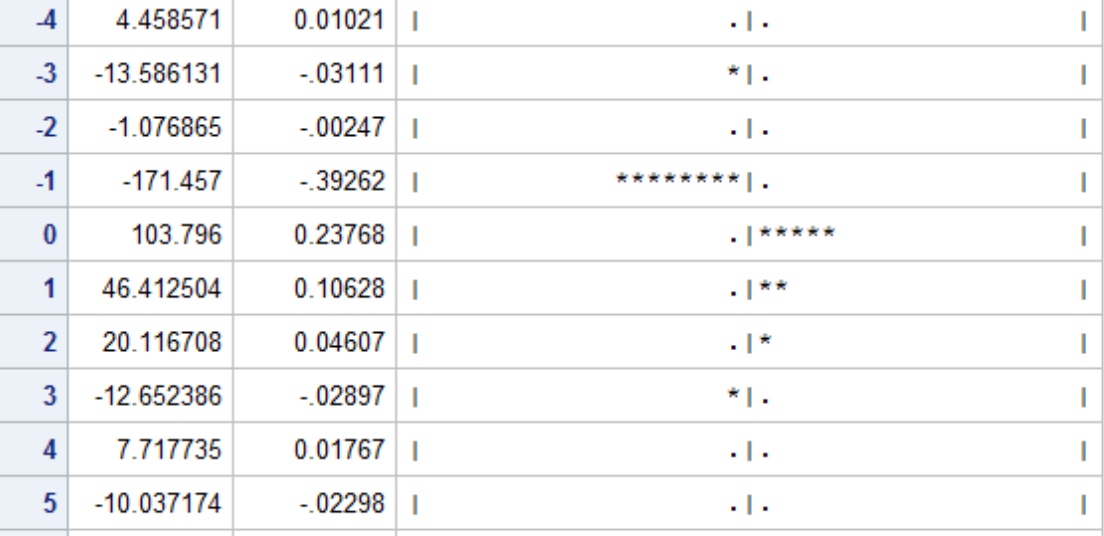 -4 4.458571 0.01021 | .|. |
-3 -13.586131 -.03111 | *|. |
-2 -1.076865 -.00247 | .|. |
-1 -171.457 -.39262 | ********|. |
0 103.796 0.23768 | .|***** |
1 46.412504 0.10628 | .|** |
2 20.116708 0.04607 | .|* |
3 -12.652386 -.02897 | *|. |
4 7.717735 0.01767 | .|. |
5 -10.037174 -.02298 | .|. |